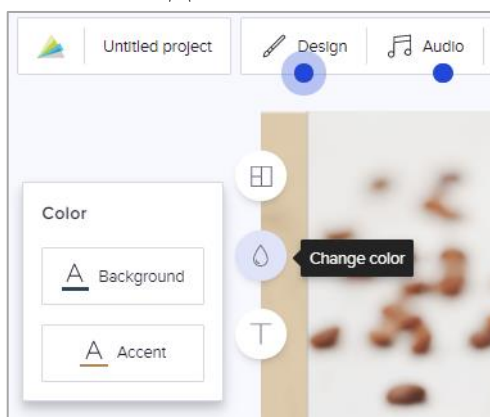 Untitled project
Design
Audio
Color
A Background
A Accent
Change color
T